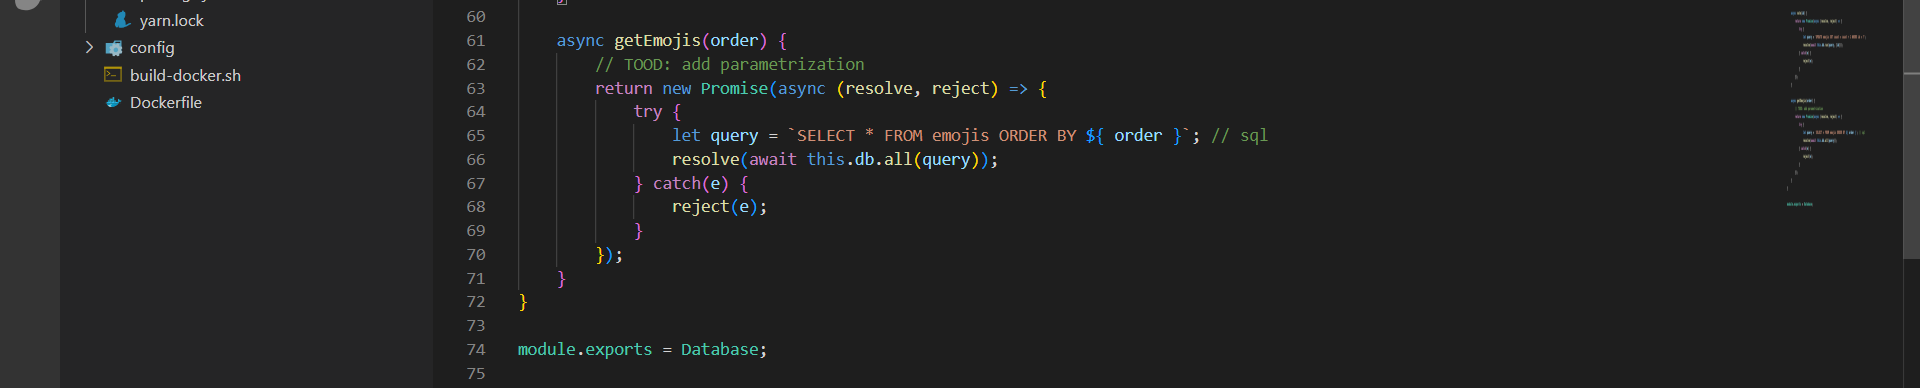 yarn.lock
config
build-docker.sh
Dockerfile
60
61 async getEmojis(order) {
62 // TOOD: add parametrization
63 return new Promise(async (resolve, reject) => {
64 try {
65 let query = `SELECT * FROM emojis ORDER BY ${ order }`; // sql
66 resolve(await this.db.all(query));
67 } catch(e) {
68 reject(e);
69 }
70 });
71 }
72 }
73
74 module.exports = Database;
75